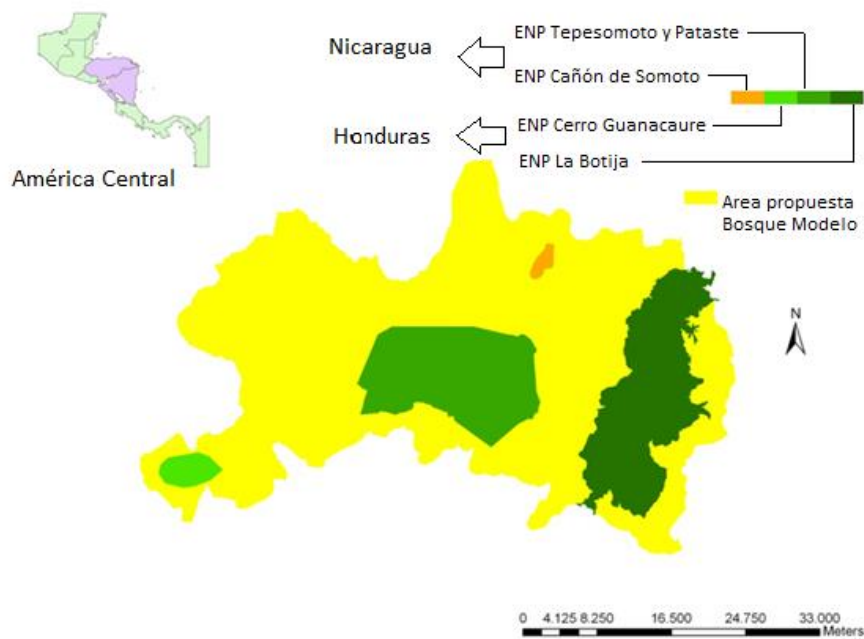 Nicaragua
ENP Tepesomoto y Pataste
ENP Cañón de Somoto
Honduras
ENP Cerro Guanacaure
ENP La Botija
América Central
Area propuesta
Bosque Modelo
N
0 4.125 8.250 16.500 24.750 33.000
Meters